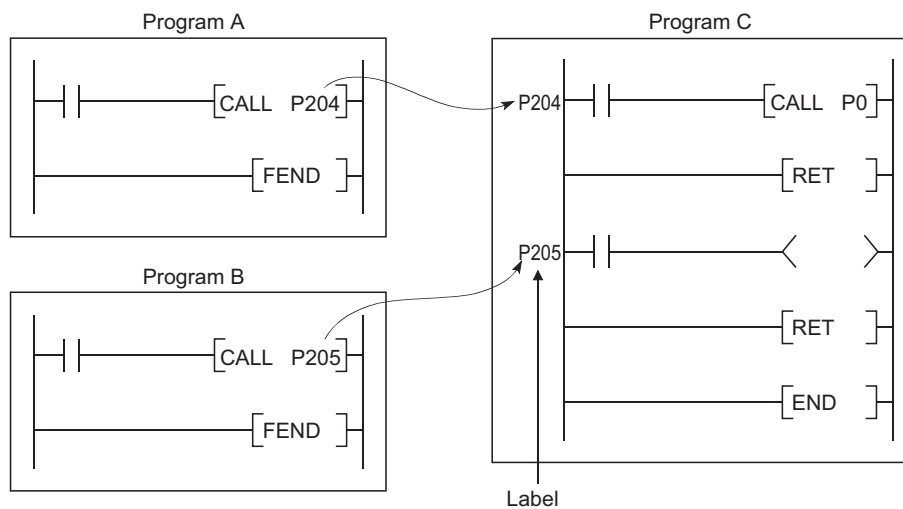 Program A
CALL P204
FEND
Program B
CALL P205
FEND
Program C
P204 CALL P0
RET
P205
RET
END
Label